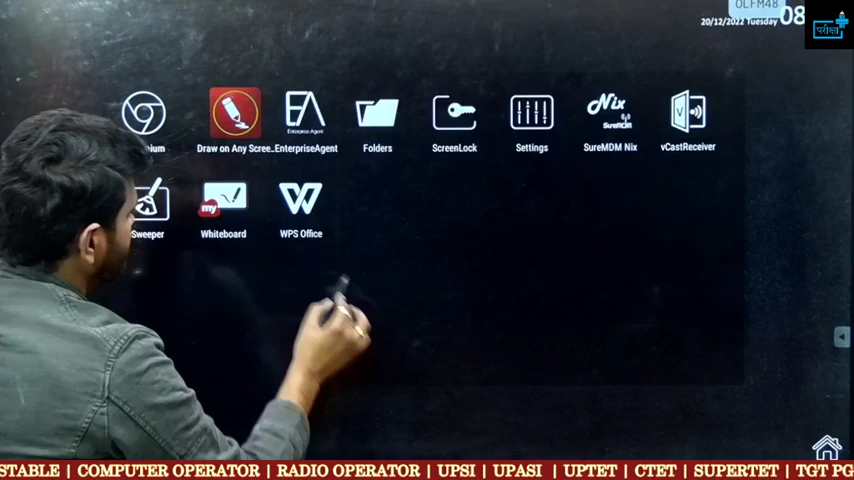 OLFM48
20/12/2022 Tuesday 08
परीक्षा
Draw on Any Scree.. EnterpriseAgent Folders ScreenLock Settings SureMDM Nix vCastReceiver
EA
Enterprise Agent
Nix
SureMDM
V
Sweeper Whiteboard WPS Office
my
W
STABLE | COMPUTER OPERATOR | RADIO OPERATOR | UPSI | UPASI | UPTET | CTET | SUPERTET | TGT PG